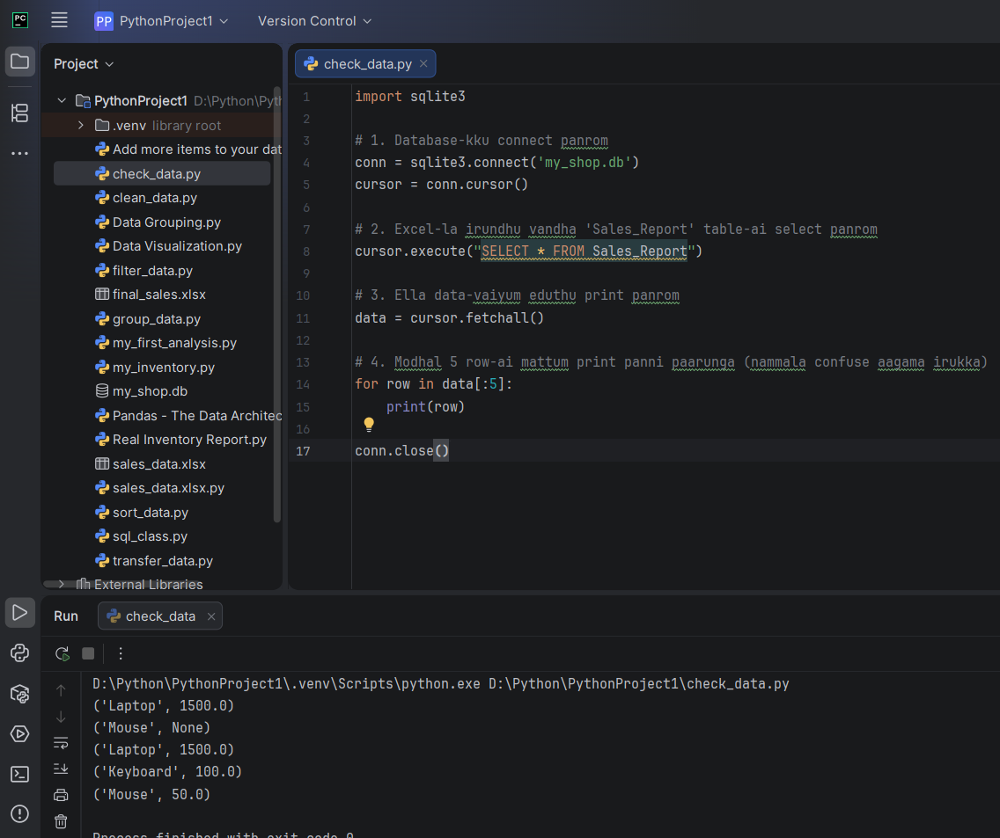 PC
PP PythonProject1 Version Control
Project
PythonProject1 D:\Python\Pyth
.venv library root
Add more items to your dat
check_data.py
clean_data.py
Data Grouping.py
Data Visualization.py
filter_data.py
final_sales.xlsx
group_data.py
my_first_analysis.py
my_inventory.py
my_shop.db
Pandas - The Data Architec
Real Inventory Report.py
sales_data.xlsx
sales_data.xlsx.py
sort_data.py
sql_class.py
transfer_data.py
External Libraries
check_data.py
1 import sqlite3
2
3 # 1. Database-kku connect panrom
4 conn = sqlite3.connect('my_shop.db')
5 cursor = conn.cursor()
6
7 # 2. Excel-la irundhu vandha 'Sales_Report' table-ai select panrom
8 cursor.execute("SELECT * FROM Sales_Report")
9
10 # 3. Ella data-vaiyum eduthu print panrom
11 data = cursor.fetchall()
12
13 # 4. Modhal 5 row-ai mattum print panni paarunga (nammala confuse aagama irukka)
14 for row in data[:5]:
15     print(row)
16
17 conn.close()
Run check_data
D:\Python\PythonProject1\.venv\Scripts\python.exe D:\Python\PythonProject1\check_data.py
('Laptop', 1500.0)
('Mouse', None)
('Laptop', 1500.0)
('Keyboard', 100.0)
('Mouse', 50.0)
Process finished with exit code 0